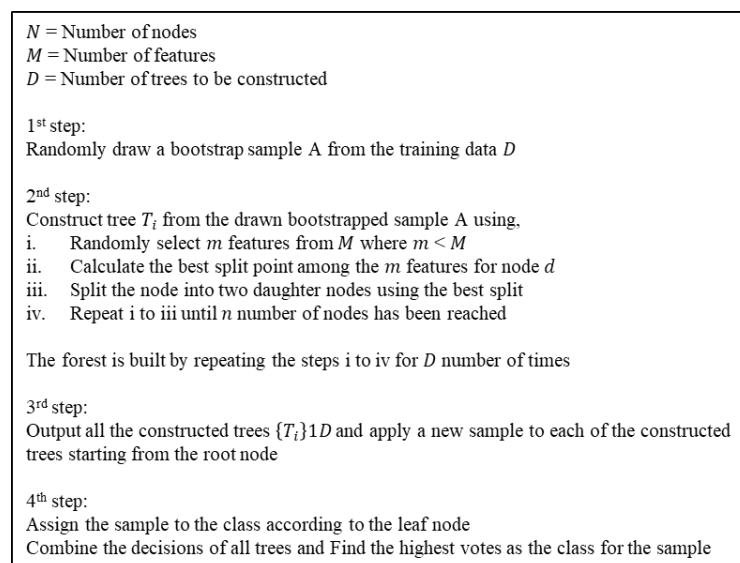 N = Number of nodes
M = Number of features
D = Number of trees to be constructed
1st step:
Randomly draw a bootstrap sample A from the training data D
2nd step:
Construct tree Ti from the drawn bootstrapped sample A using,
i. Randomly select m features from M where m < M
ii. Calculate the best split point among the m features for node d
iii. Split the node into two daughter nodes using the best split
iv. Repeat i to iii until n number of nodes has been reached
The forest is built by repeating the steps i to iv for D number of times
3rd step:
Output all the constructed trees {Ti}1D and apply a new sample to each of the constructed
trees starting from the root node
4th step:
Assign the sample to the class according to the leaf node
Combine the decisions of all trees and Find the highest votes as the class for the sample